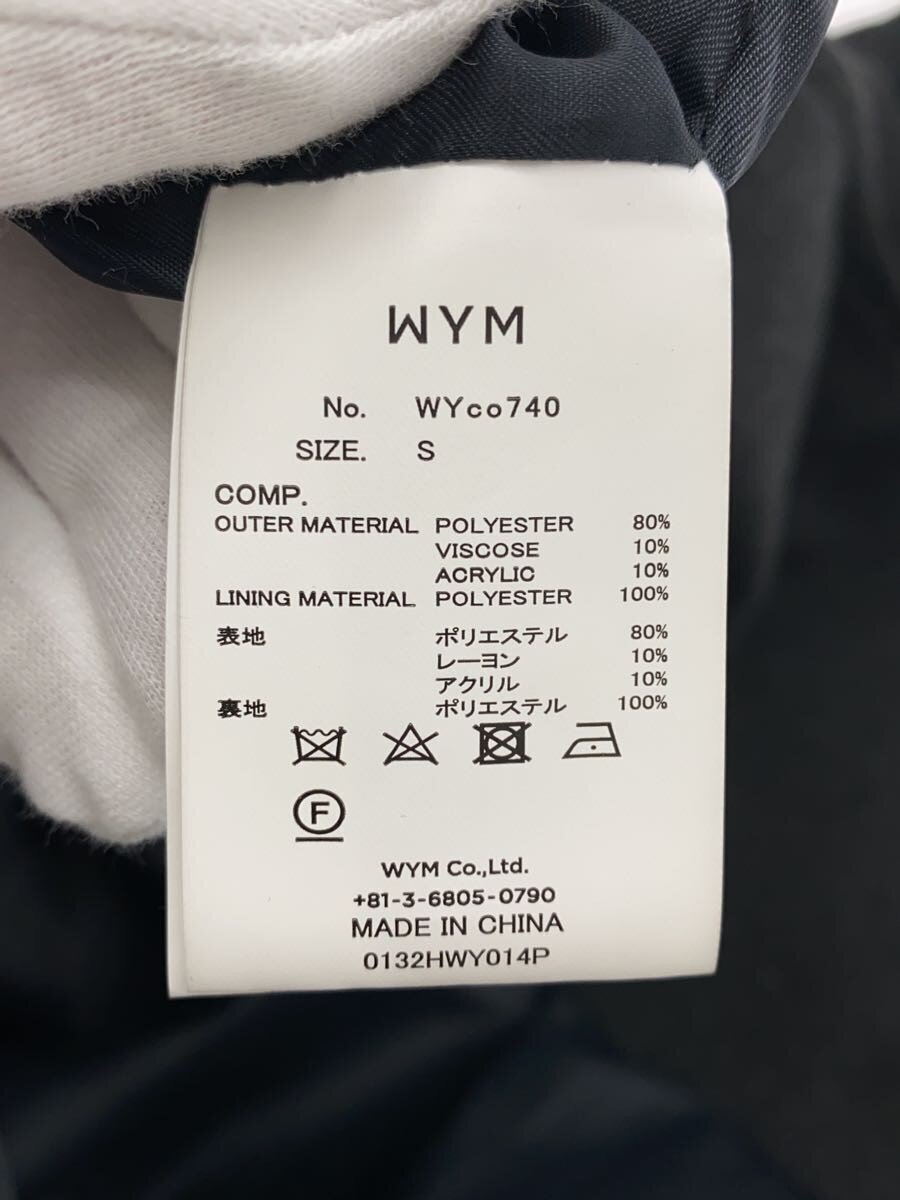 WYM
No. WYco740
SIZE. S
COMP.
OUTER MATERIAL POLYESTER 80%
VISCOSE 10%
ACRYLIC 10%
LINING MATERIAL POLYESTER 100%
表地 ポリエステル 80%
レーヨン 10%
アクリル 10%
裏地 ポリエステル 100%
F
WYM Co.,Ltd.
+81-3-6805-0790
MADE IN CHINA
0132HWY014P